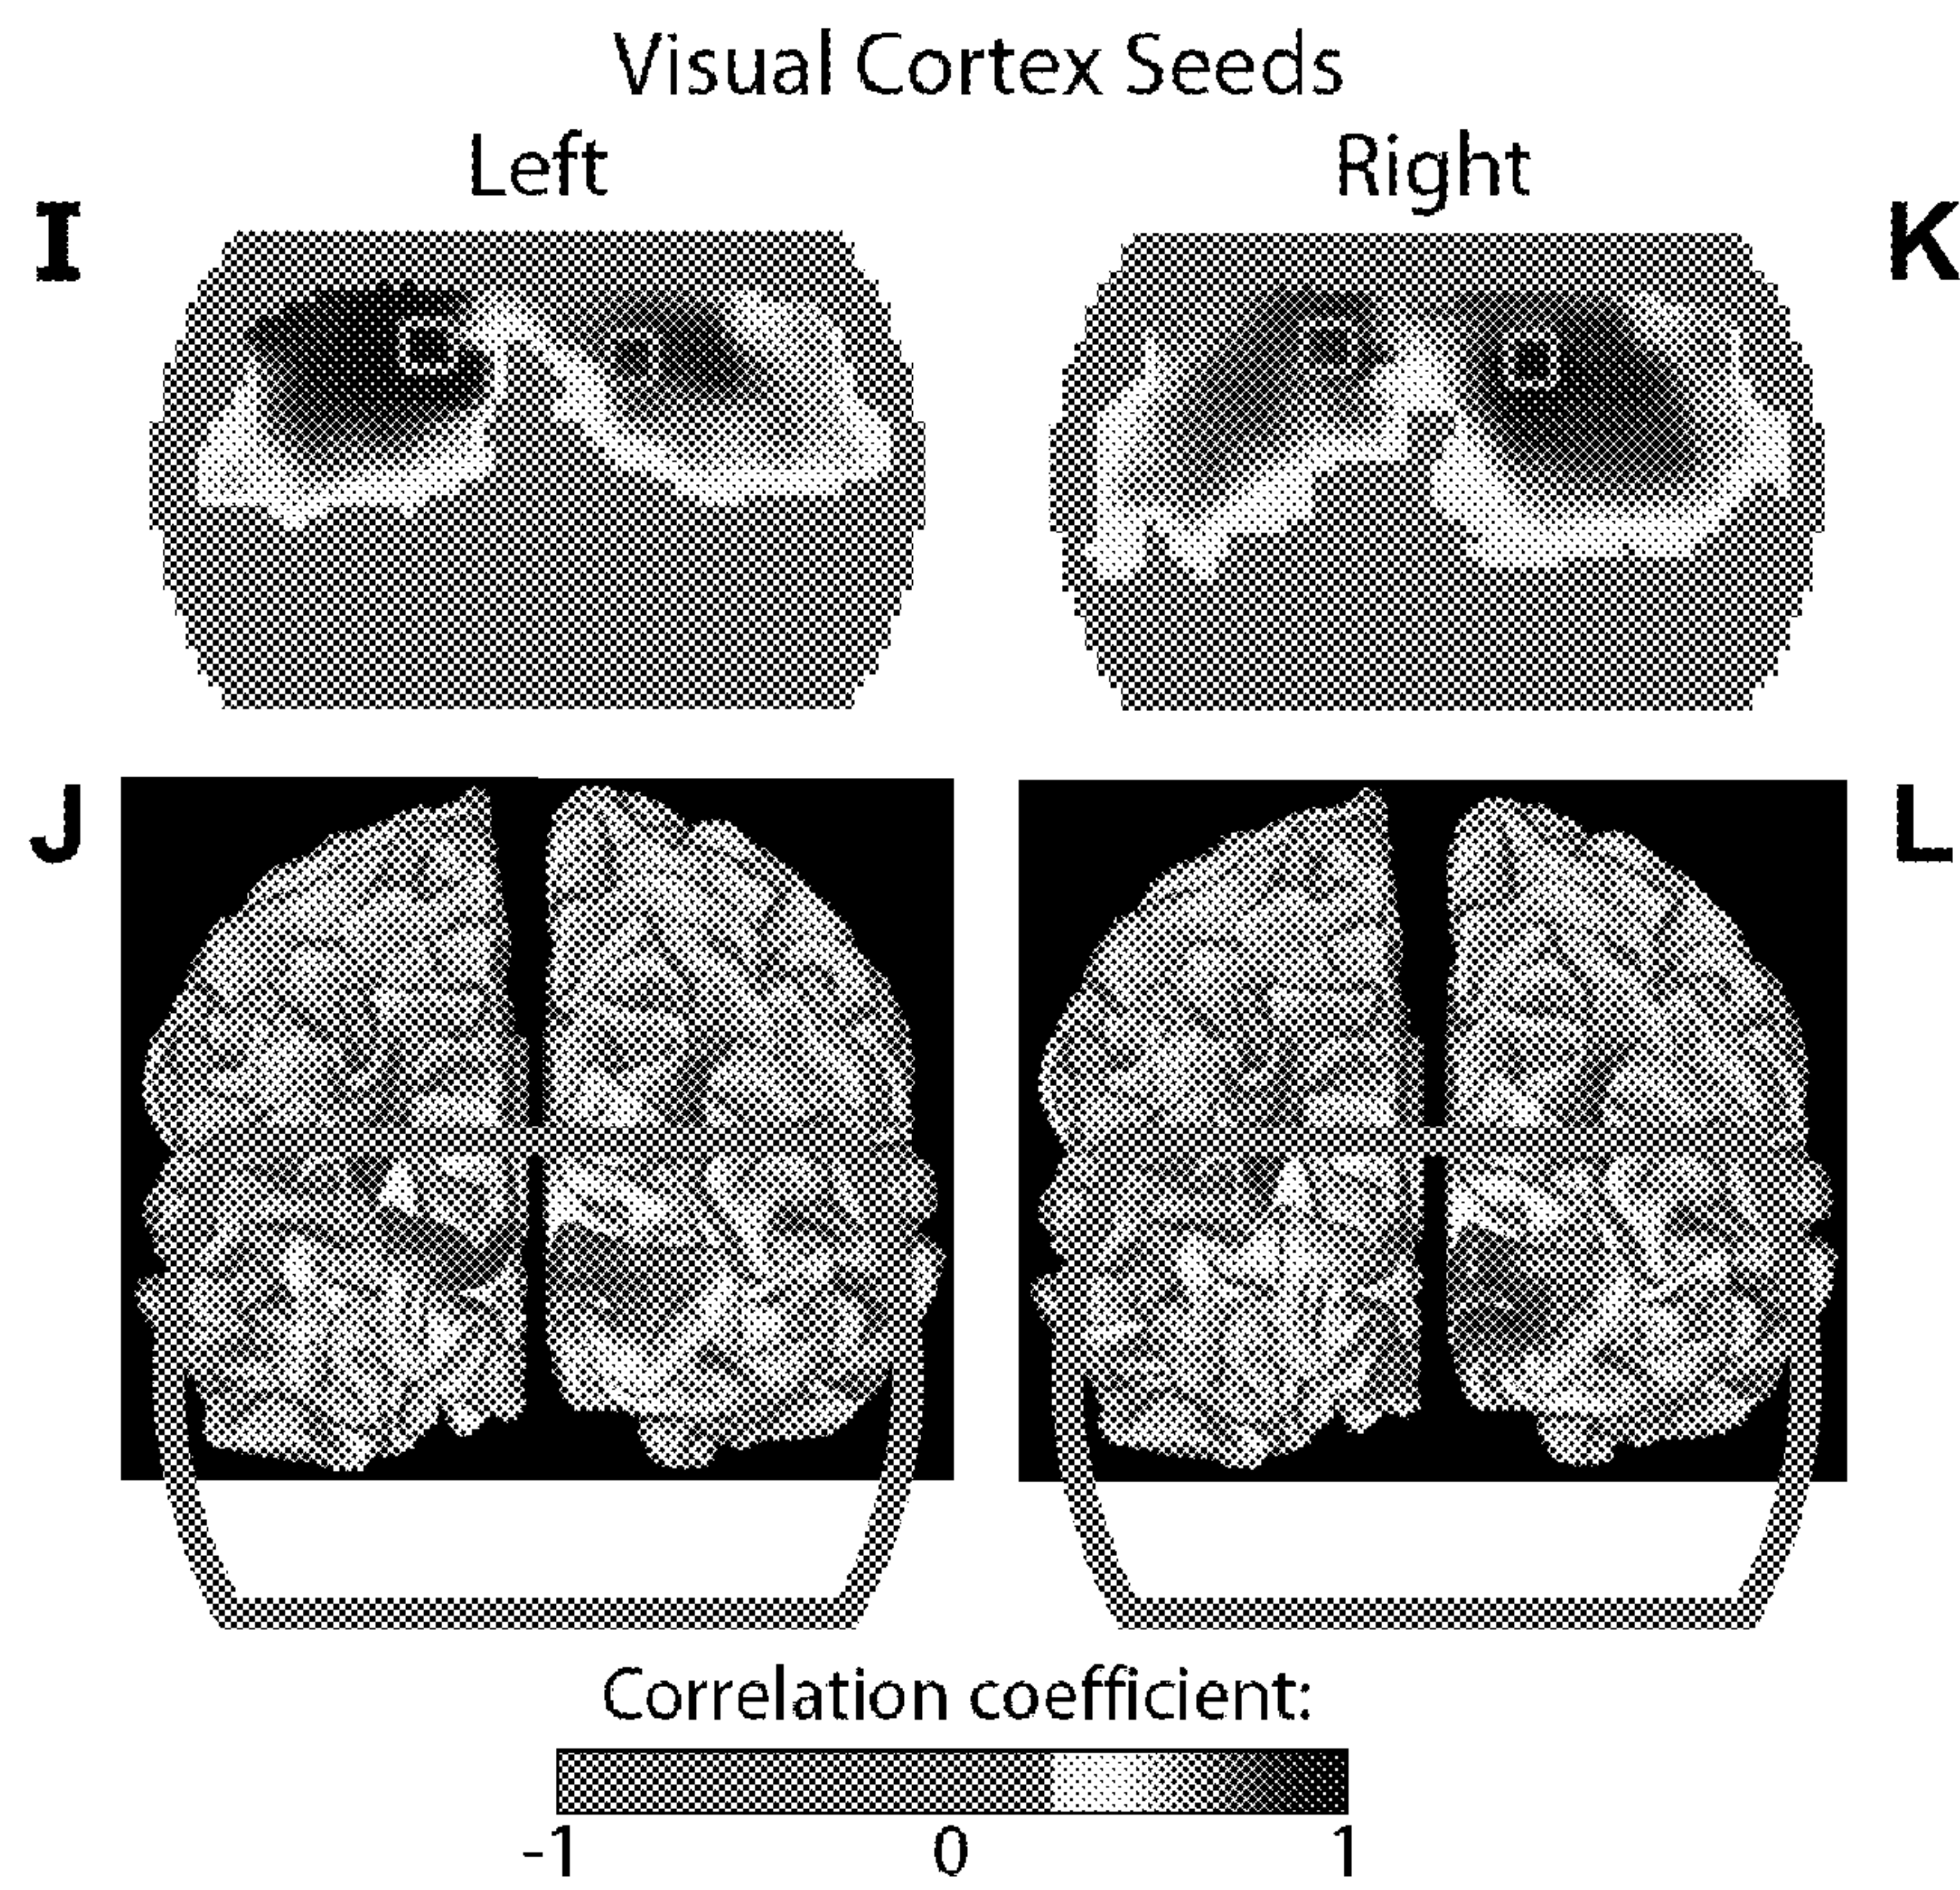 Visual Cortex Seeds
Left Right
I K
J L
Correlation coefficient:
-1 0 1